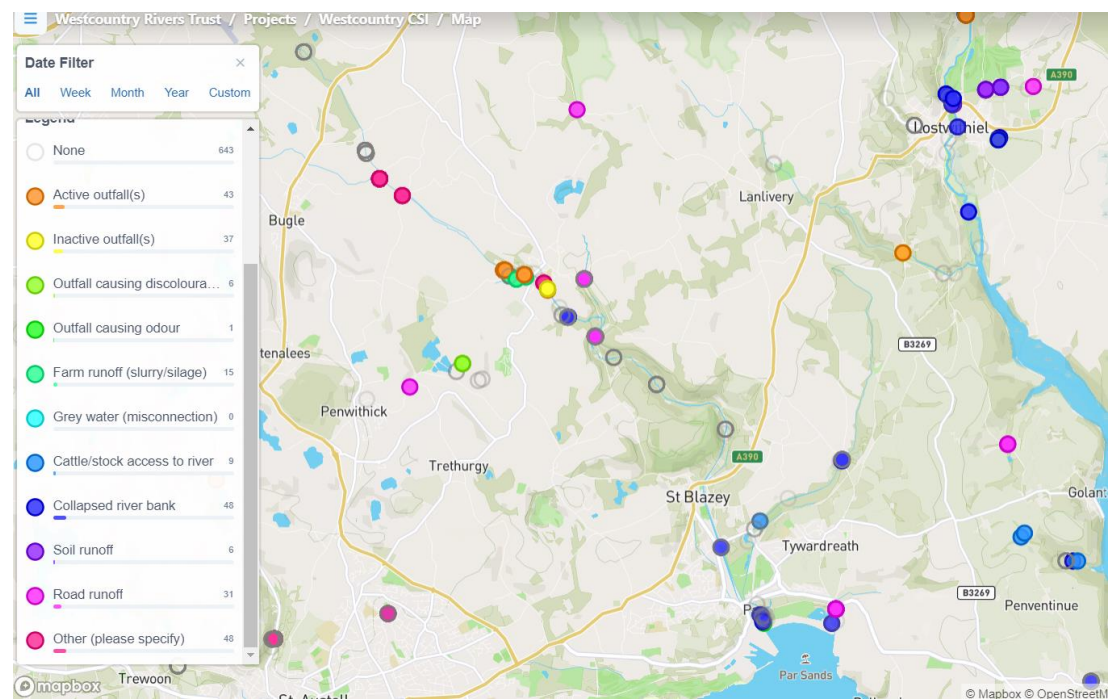 Westcountry Rivers Trust / Projects / Westcountry CSI / Map
Date Filter ×
All Week Month Year Custom
Legend
None 643
Active outfall(s) 43
Inactive outfall(s) 37
Outfall causing discoloura... 6
Outfall causing odour 1
Farm runoff (slurry/silage) 15
Grey water (misconnection) 0
Cattle/stock access to river 9
Collapsed river bank 48
Soil runoff 6
Road runoff 31
Other (please specify) 48
A390
Lanlivery
Bugle
B3269
tenalees
Penwithick
Trethurgy
A390
St Blazey
Golant
Tywardreath
B3269
Penventinue
Par Sands
Trewoon
St Austell
mapbox
© Mapbox © OpenStreetM